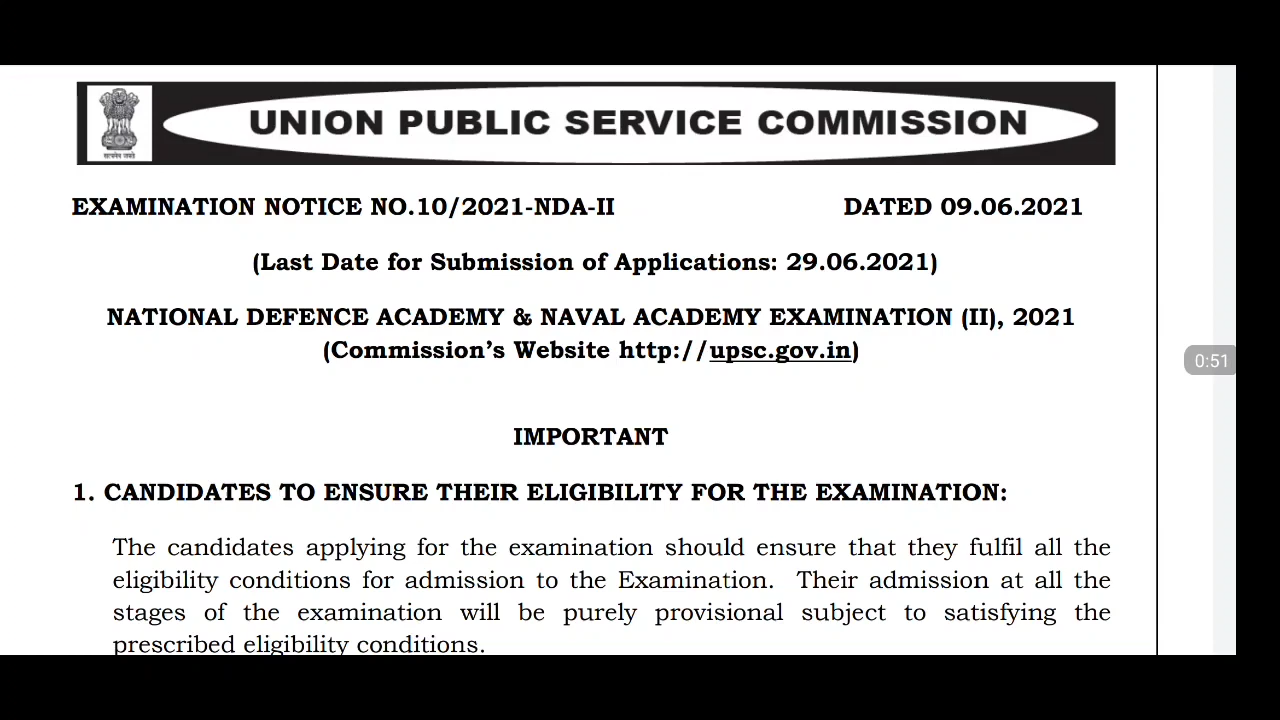 सत्यमेव जयते
UNION PUBLIC SERVICE COMMISSION
EXAMINATION NOTICE NO.10/2021-NDA-II DATED 09.06.2021
(Last Date for Submission of Applications: 29.06.2021)
NATIONAL DEFENCE ACADEMY & NAVAL ACADEMY EXAMINATION (II), 2021
(Commission’s Website http://upsc.gov.in)
0:51
IMPORTANT
1. CANDIDATES TO ENSURE THEIR ELIGIBILITY FOR THE EXAMINATION:
The candidates applying for the examination should ensure that they fulfil all the
eligibility conditions for admission to the Examination. Their admission at all the
stages of the examination will be purely provisional subject to satisfying the
prescribed eligibility conditions.